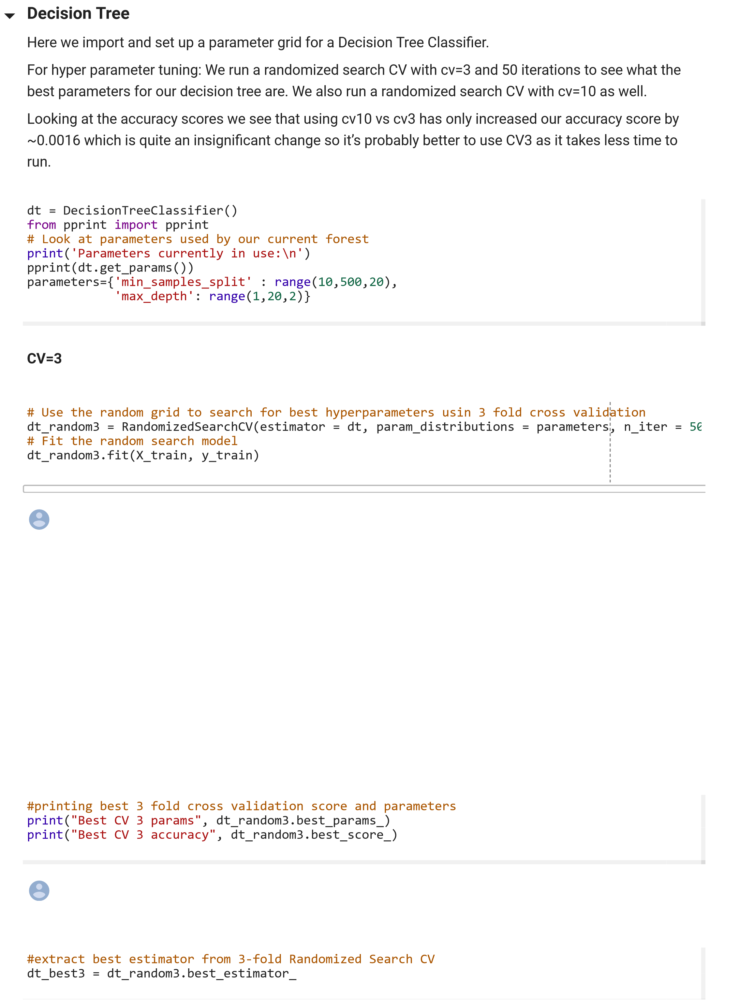 Decision Tree
Here we import and set up a parameter grid for a Decision Tree Classifier.
For hyper parameter tuning: We run a randomized search CV with cv=3 and 50 iterations to see what the
best parameters for our decision tree are. We also run a randomized search CV with cv=10 as well.
Looking at the accuracy scores we see that using cv10 vs cv3 has only increased our accuracy score by
~0.0016 which is quite an insignificant change so it's probably better to use CV3 as it takes less time to
run.
dt = DecisionTreeClassifier()
from pprint import pprint
# Look at parameters used by our current forest
print('Parameters currently in use:\n')
pprint(dt.get_params())
parameters={'min_samples_split' : range(10,500,20),
            'max_depth': range(1,20,2)}
CV=3
# Use the random grid to search for best hyperparameters usin 3 fold cross validation
dt_random3 = RandomizedSearchCV(estimator = dt, param_distributions = parameters, n_iter = 50
# Fit the random search model
dt_random3.fit(X_train, y_train)
#printing best 3 fold cross validation score and parameters
print("Best CV 3 params", dt_random3.best_params_)
print("Best CV 3 accuracy", dt_random3.best_score_)
#extract best estimator from 3-fold Randomized Search CV
dt_best3 = dt_random3.best_estimator_